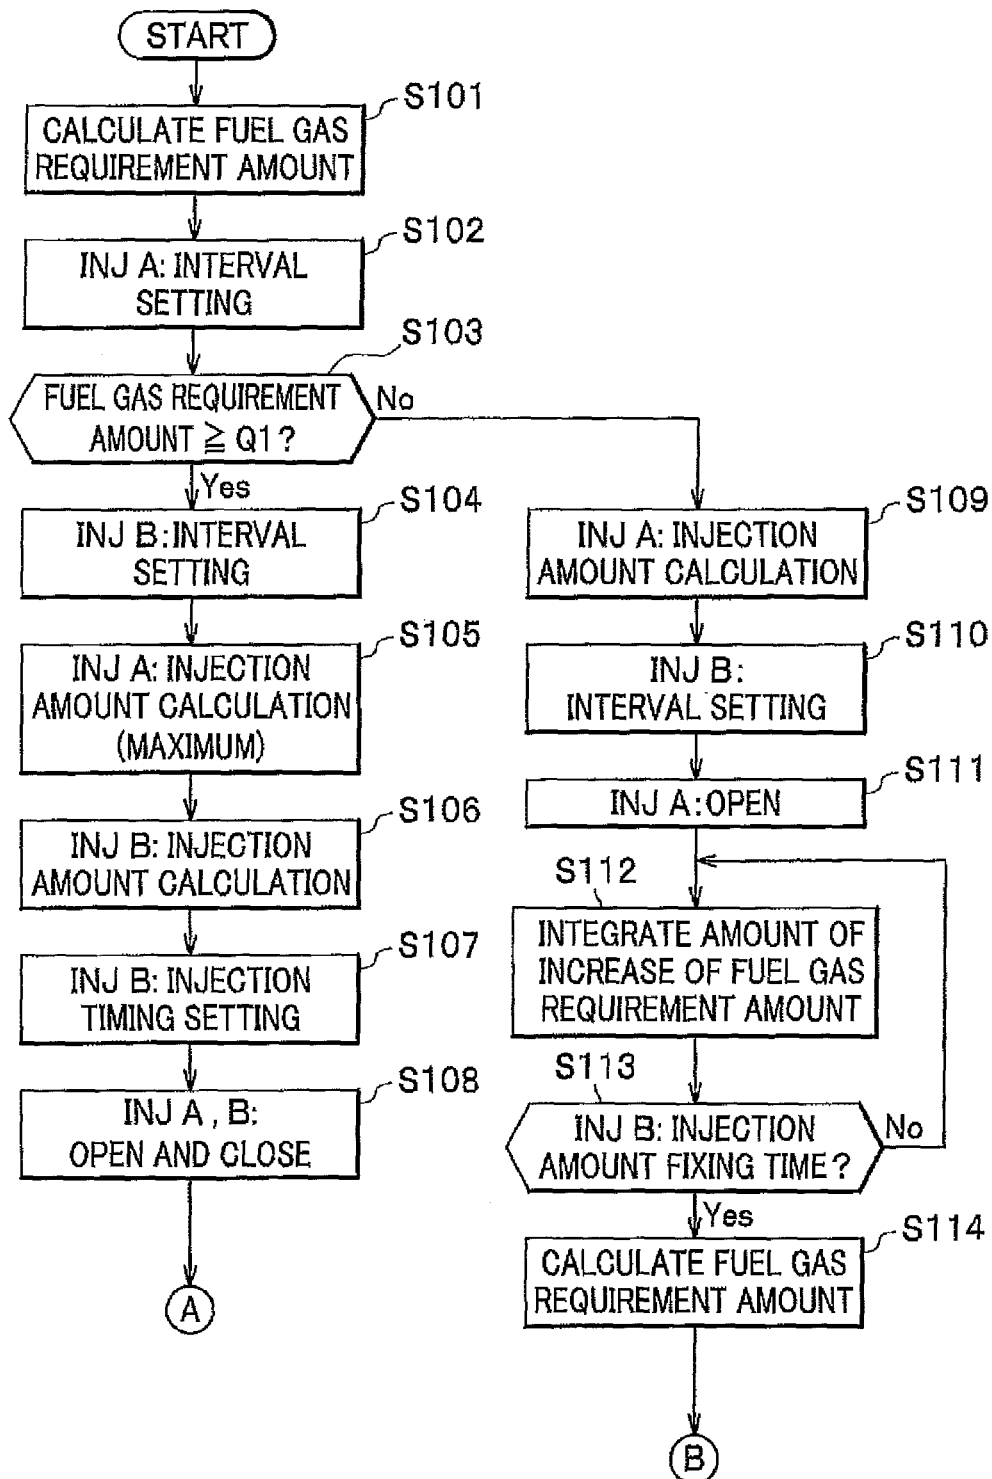 START
S101
CALCULATE FUEL GAS
REQUIREMENT AMOUNT
S102
INJ A: INTERVAL
SETTING
S103
FUEL GAS REQUIREMENT
AMOUNT ≧ Q1?
No
Yes
S104
INJ B: INTERVAL
SETTING
S105
INJ A: INJECTION
AMOUNT CALCULATION
(MAXIMUM)
S106
INJ B: INJECTION
AMOUNT CALCULATION
S107
INJ B: INJECTION
TIMING SETTING
S108
INJ A, B:
OPEN AND CLOSE
A
S109
INJ A: INJECTION
AMOUNT CALCULATION
S110
INJ B:
INTERVAL SETTING
S111
INJ A: OPEN
S112
INTEGRATE AMOUNT OF
INCREASE OF FUEL GAS
REQUIREMENT AMOUNT
S113
INJ B: INJECTION
AMOUNT FIXING TIME?
No
Yes
S114
CALCULATE FUEL GAS
REQUIREMENT AMOUNT
B